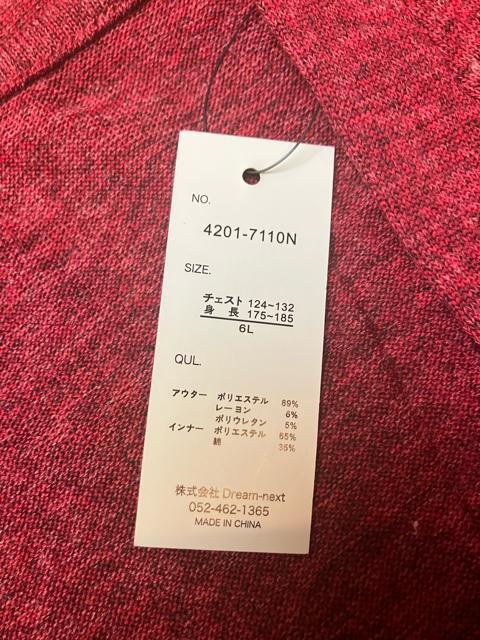 NO.
4201-7110N
SIZE.
チェスト 124~132
身 長 175~185
6L
QUL.
アウター ポリエステル 89%
レーヨン 6%
ポリウレタン 5%
インナー ポリエステル 65%
綿 35%
株式会社 Dream-next
052-462-1365
MADE IN CHINA